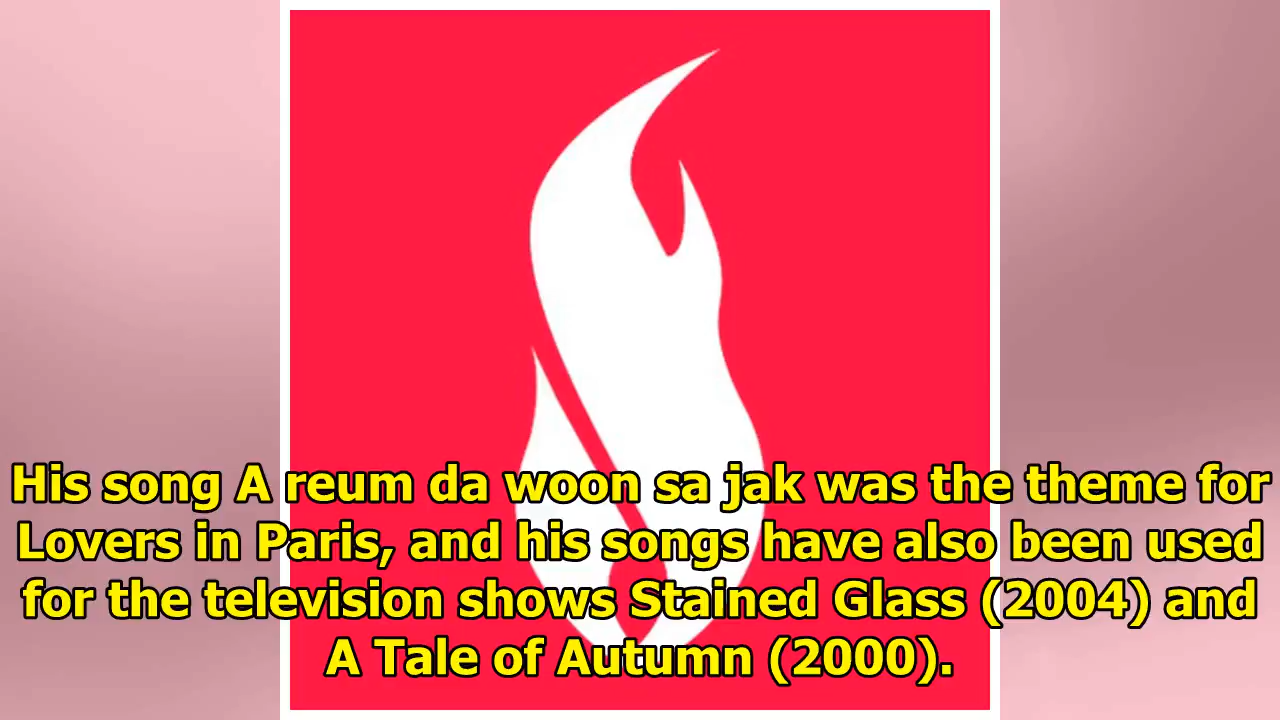 His song A reum da woon sa jak was the theme for
Lovers in Paris, and his songs have also been used
for the television shows Stained Glass (2004) and
A Tale of Autumn (2000).